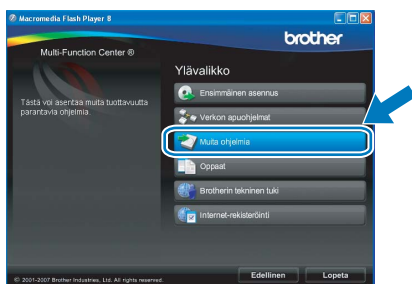 Macromedia Flash Player 8
brother
Multi-Function Center ®
Ylävalikko
Ensimmäinen asennus
Tästä voi asentaa muita tuottavuutta
parantavia ohjelmia.
Verkon apuohjelmat
Muita ohjelmia
Oppaat
Brotherin tekninen tuki
Internet-rekisteröinti
© 2001-2007 Brother Industries, Ltd. All rights reserved.
Edellinen
Lopeta